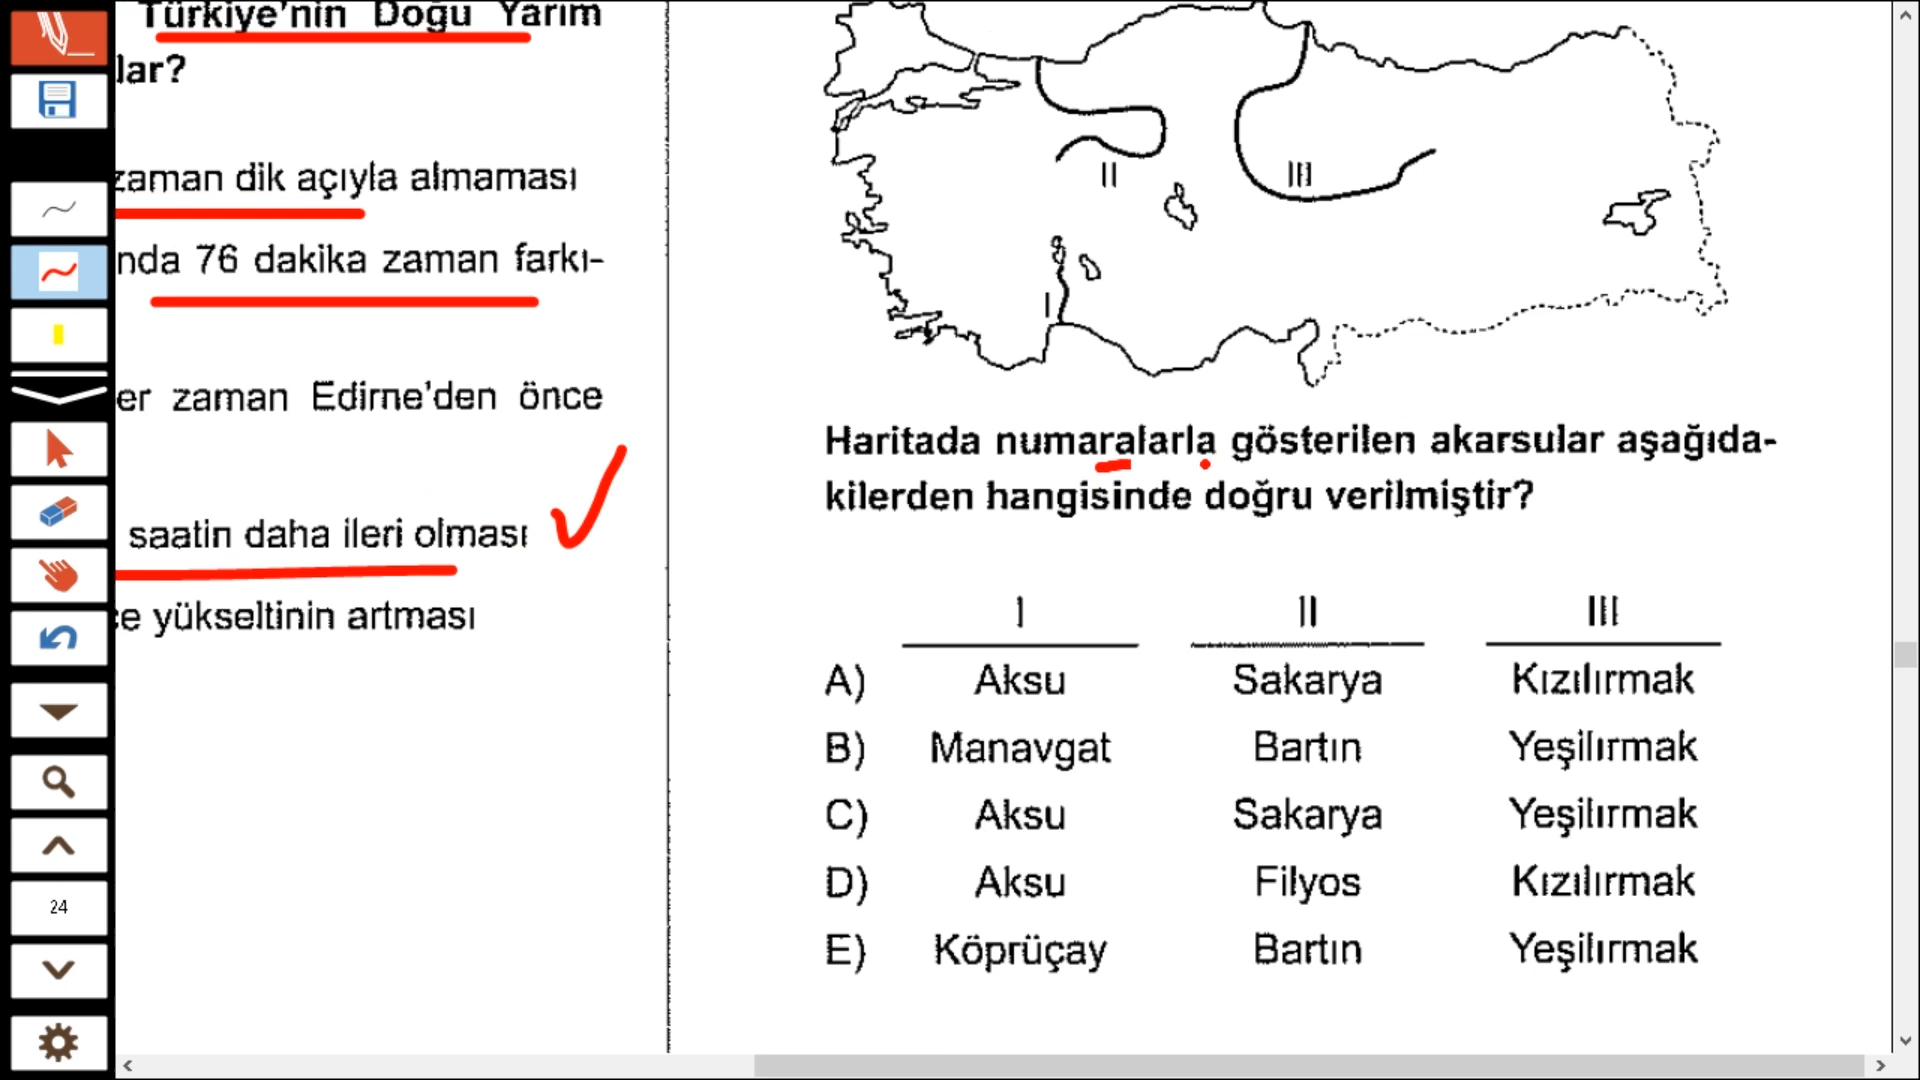 Türkiye'nin Doğu Yarım
lar?
zaman dik açıyla almaması
nda 76 dakika zaman farkı-
er zaman Edirne'den önce
saatin daha ileri olması
e yükseltinin artması
24
II
III
I
Haritada numaralarla gösterilen akarsular aşağıda-
kilerden hangisinde doğru verilmiştir?
I II III
A) Aksu Sakarya Kızılırmak
B) Manavgat Bartın Yeşilırmak
C) Aksu Sakarya Yeşilırmak
D) Aksu Filyos Kızılırmak
E) Köprüçay Bartın Yeşilırmak